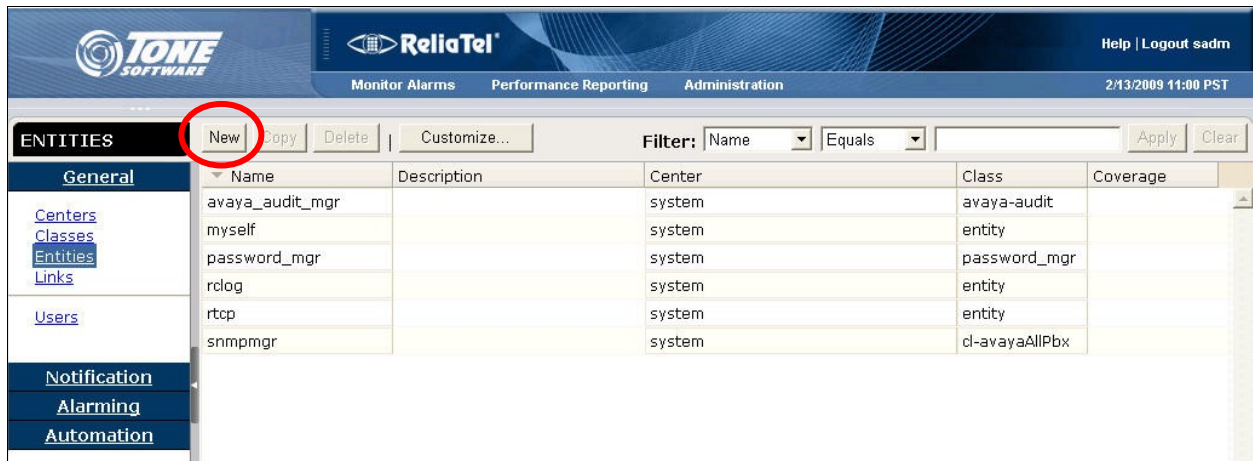 TONE SOFTWARE
ReliaTel
Help | Logout sadm
Monitor Alarms Performance Reporting Administration 2/13/2009 11:00 PST
ENTITIES New Copy Delete | Customize... Filter: Name Equals Apply Clear
General Name Description Center Class Coverage
avaya_audit_mgr system avaya-audit
Centers
myself system entity
Classes
Entities
password_mgr system password_mgr
Links
rclog system entity
Users
rtcp system entity
snmpmgr system cl-avayaAllPbx
Notification
Alarming
Automation